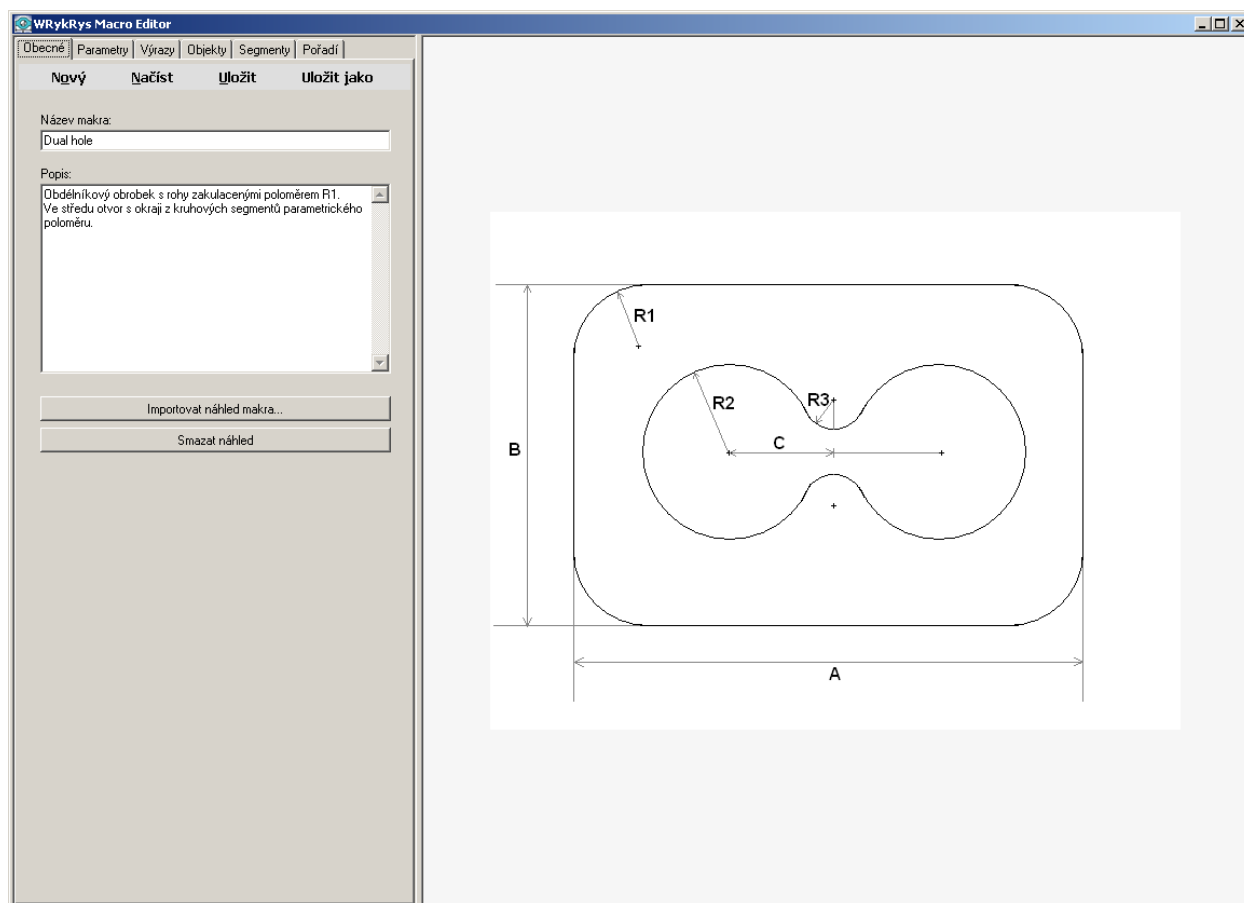 WRykRys Macro Editor
Obecné Parametry Výrazy Objekty Segmenty Pořadí
Nový Načíst Uložit Uložit jako
Název makra:
Dual hole
Popis:
Obdélníkový obrobek s rohy zakulacenými poloměrem R1.
Ve středu otvor s okraji z kruhových segmentů parametrického
poloměru.
Importovat náhled makra...
Smazat náhled
R1
R2
R3
C
B
A